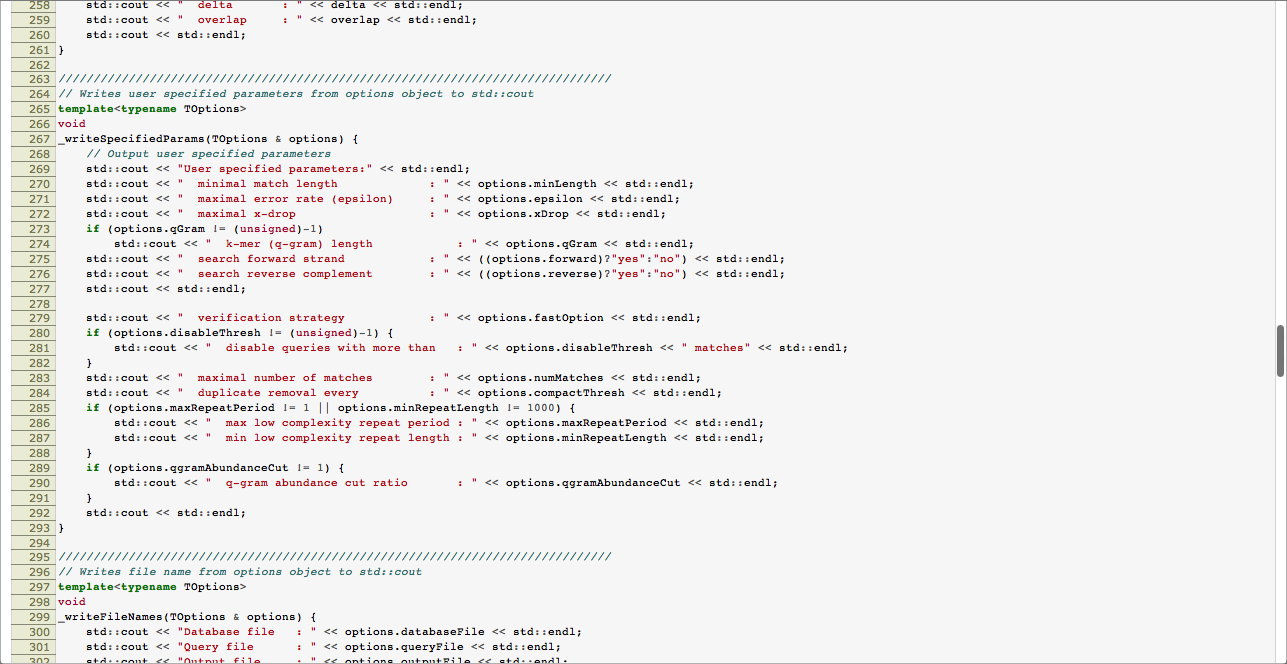 258     std::cout << "  delta       : " << delta << std::endl;
259     std::cout << "  overlap     : " << overlap << std::endl;
260     std::cout << std::endl;
261 }
262
263 ///////////////////////////////////////////////////////////////////////////////
264 // Writes user specified parameters from options object to std::cout
265 template<typename TOptions>
266 void
267 _writeSpecifiedParams(TOptions & options) {
268     // Output user specified parameters
269     std::cout << "User specified parameters:" << std::endl;
270     std::cout << "  minimal match length             : " << options.minLength << std::endl;
271     std::cout << "  maximal error rate (epsilon)     : " << options.epsilon << std::endl;
272     std::cout << "  maximal x-drop                   : " << options.xDrop << std::endl;
273     if (options.qGram != (unsigned)-1)
274         std::cout << "  k-mer (q-gram) length            : " << options.qGram << std::endl;
275     std::cout << "  search forward strand            : " << ((options.forward)?"yes":"no") << std::endl;
276     std::cout << "  search reverse complement        : " << ((options.reverse)?"yes":"no") << std::endl;
277     std::cout << std::endl;
278
279     std::cout << "  verification strategy            : " << options.fastOption << std::endl;
280     if (options.disableThresh != (unsigned)-1) {
281         std::cout << "  disable queries with more than   : " << options.disableThresh << " matches" << std::endl;
282     }
283     std::cout << "  maximal number of matches        : " << options.numMatches << std::endl;
284     std::cout << "  duplicate removal every          : " << options.compactThresh << std::endl;
285     if (options.maxRepeatPeriod != 1 || options.minRepeatLength != 1000) {
286         std::cout << "  max low complexity repeat period : " << options.maxRepeatPeriod << std::endl;
287         std::cout << "  min low complexity repeat length : " << options.minRepeatLength << std::endl;
288     }
289     if (options.qgramAbundanceCut != 1) {
290         std::cout << "  q-gram abundance cut ratio       : " << options.qgramAbundanceCut << std::endl;
291     }
292     std::cout << std::endl;
293 }
294
295 ///////////////////////////////////////////////////////////////////////////////
296 // Writes file name from options object to std::cout
297 template<typename TOptions>
298 void
299 _writeFileNames(TOptions & options) {
300     std::cout << "Database file   : " << options.databaseFile << std::endl;
301     std::cout << "Query file      : " << options.queryFile << std::endl;
302     std::cout << "Output file     : " << options.outputFile << std::endl;